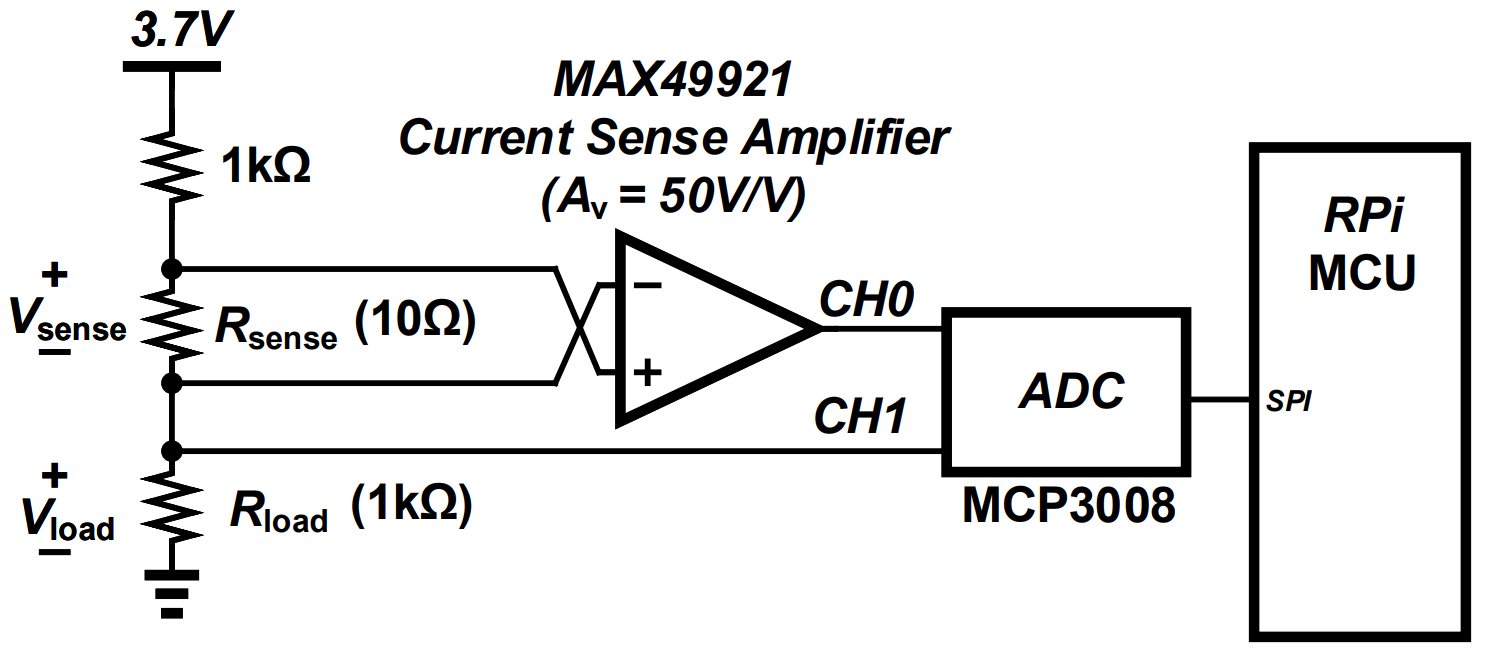 3.7V
MAX49921
Current Sense Amplifier
(Av = 50V/V)
1kΩ
RPi
MCU
+
Vsense
−
Rsense (10Ω)
−
+
CH0
ADC
SPI
CH1
MCP3008
+
Vload
−
Rload (1kΩ)